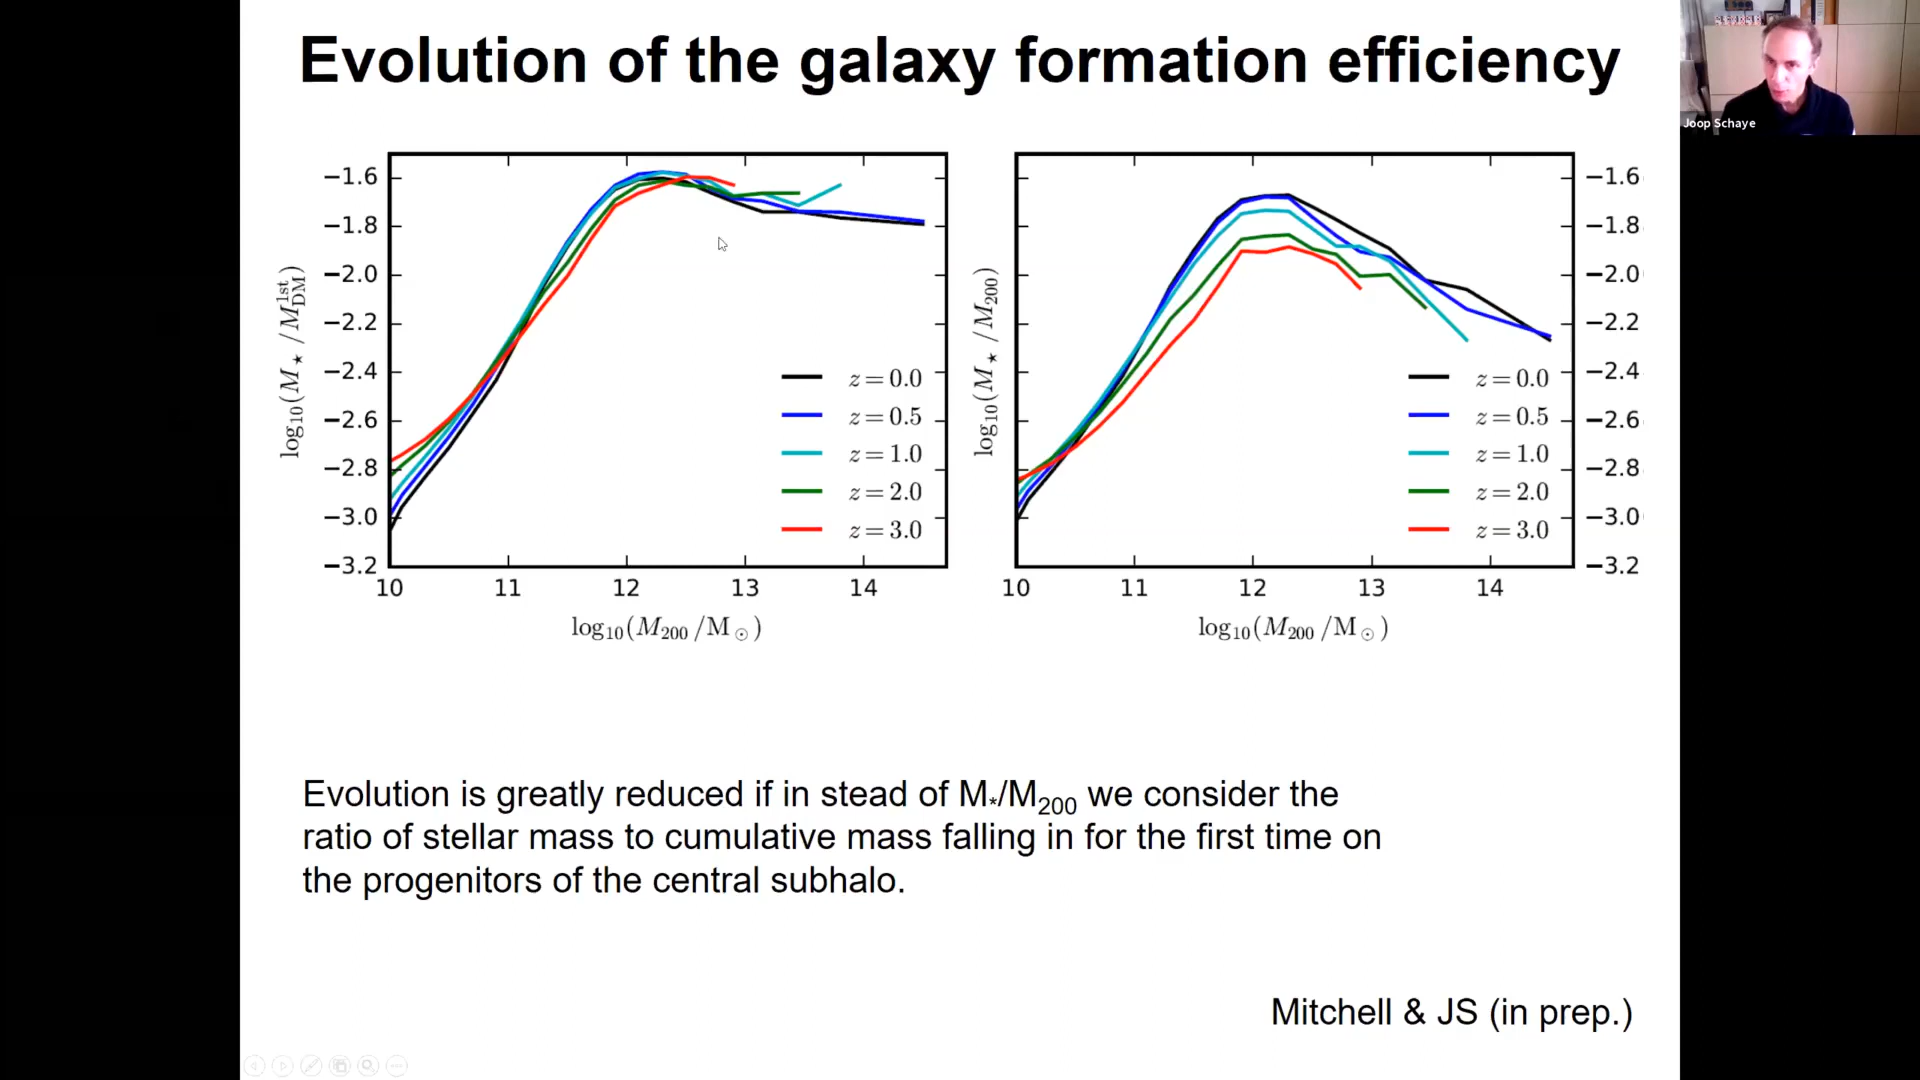 Evolution of the galaxy formation efficiency
Joop Schaye
−1.6
−1.8
−2.0
−2.2
−2.4
−2.6
−2.8
−3.0
−3.2
log₁₀(M⋆/M_DM^1st)
z = 0.0
z = 0.5
z = 1.0
z = 2.0
z = 3.0
10 11 12 13 14
log₁₀(M₂₀₀/M⊙)
log₁₀(M⋆/M₂₀₀)
z = 0.0
z = 0.5
z = 1.0
z = 2.0
z = 3.0
−1.6
−1.8
−2.0
−2.2
−2.4
−2.6
−2.8
−3.0
−3.2
10 11 12 13 14
log₁₀(M₂₀₀/M⊙)
Evolution is greatly reduced if in stead of M*/M₂₀₀ we consider the
ratio of stellar mass to cumulative mass falling in for the first time on
the progenitors of the central subhalo.
Mitchell & JS (in prep.)